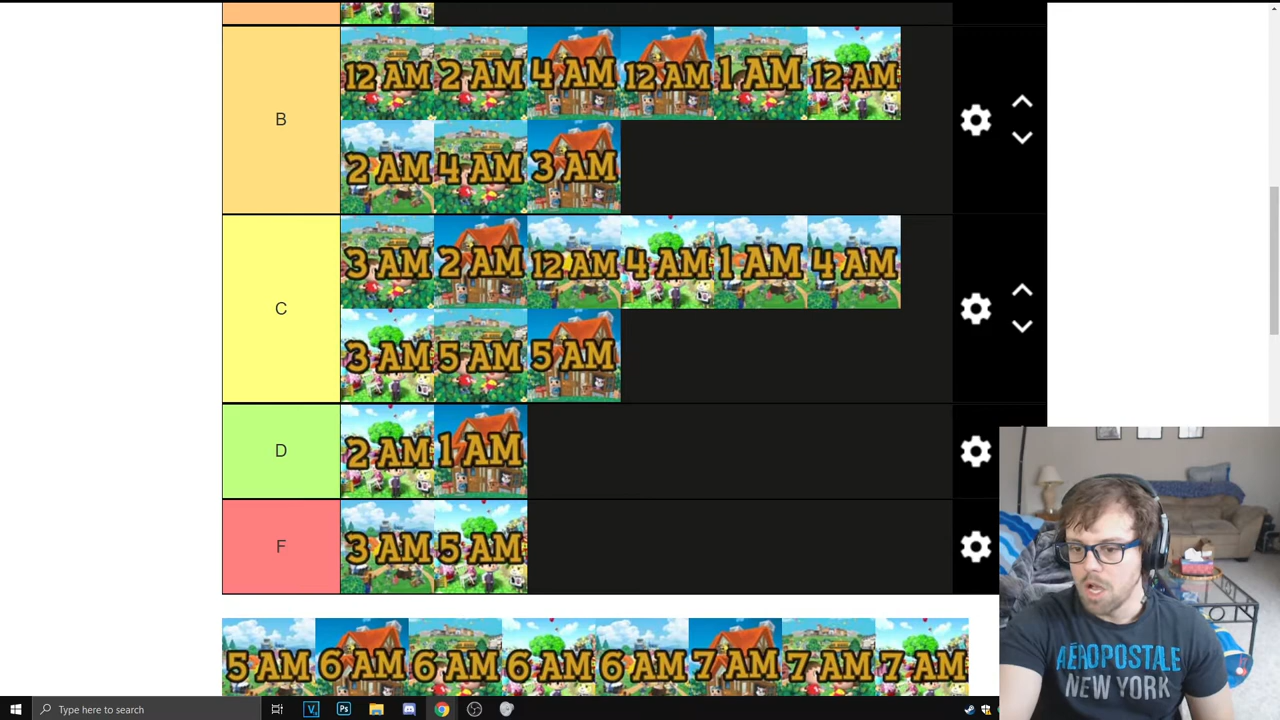 B
12 AM 2 AM 4 AM 12 AM 1 AM 12 AM
2 AM 4 AM 3 AM
C
3 AM 2 AM 12 AM 4 AM 1 AM 4 AM
3 AM 5 AM 5 AM
D
2 AM 1 AM
F
3 AM 5 AM
5 AM 6 AM 6 AM 6 AM 6 AM 7 AM 7 AM 7 AM
AÉROPOSTALE
NEW YORK
Type here to search
V
Ps